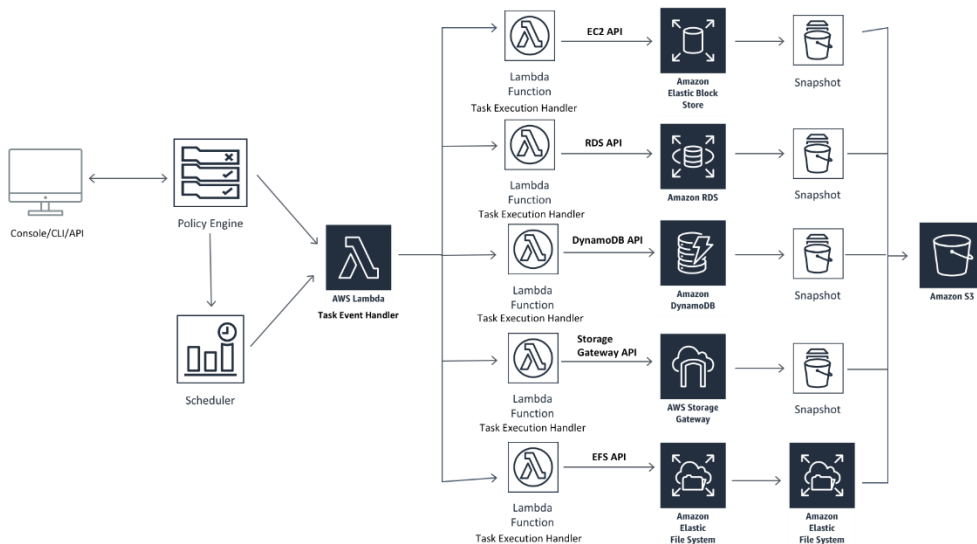 Console/CLI/API
Policy Engine
Scheduler
AWS Lambda
Task Event Handler
Lambda
Function
Task Execution Handler
EC2 API
Amazon
Elastic Block
Store
Snapshot
Lambda
Function
Task Execution Handler
RDS API
Amazon RDS
Snapshot
Lambda
Function
Task Execution Handler
DynamoDB API
Amazon
DynamoDB
Snapshot
Lambda
Function
Task Execution Handler
Storage
Gateway API
AWS Storage
Gateway
Snapshot
Lambda
Function
Task Execution Handler
EFS API
Amazon
Elastic
File System
Amazon
Elastic
File System
Amazon S3